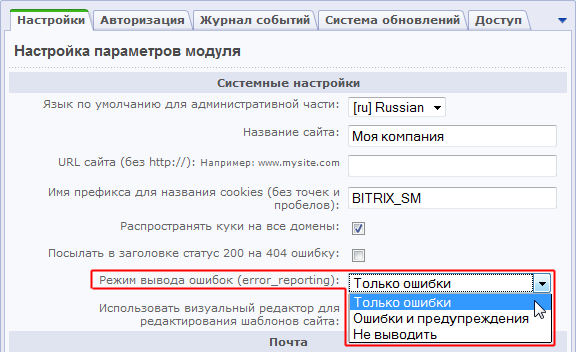 Настройки Авторизация Журнал событий Система обновлений Доступ
Настройка параметров модуля
Системные настройки
Язык по умолчанию для административной части: [ru] Russian
Название сайта: Моя компания
URL сайта (без http://): Например: www.mysite.com
Имя префикса для названия cookies (без точек и
пробелов): BITRIX_SM
Распространять куки на все домены:
Посылать в заголовке статус 200 на 404 ошибку:
Режим вывода ошибок (error_reporting): Только ошибки
Только ошибки
Ошибки и предупреждения
Не выводить
Использовать визуальный редактор для
редактирования шаблонов сайта:
Почта